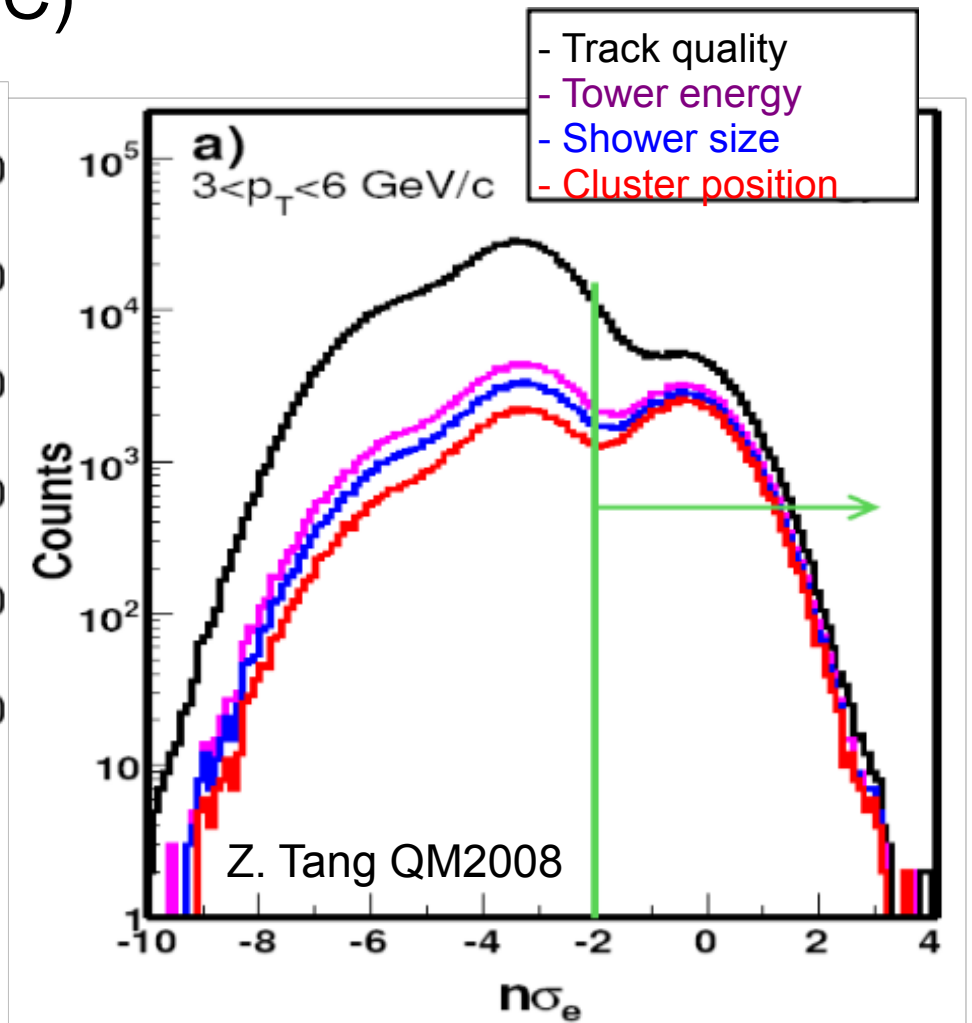 C)
- Track quality
- Tower energy
- Shower size
- Cluster position
a)
3<p_T<6 GeV/c
10^5
10^4
10^3
10^2
10
1
Counts
Z. Tang QM2008
-10 -8 -6 -4 -2 0 2 4
nσ_e